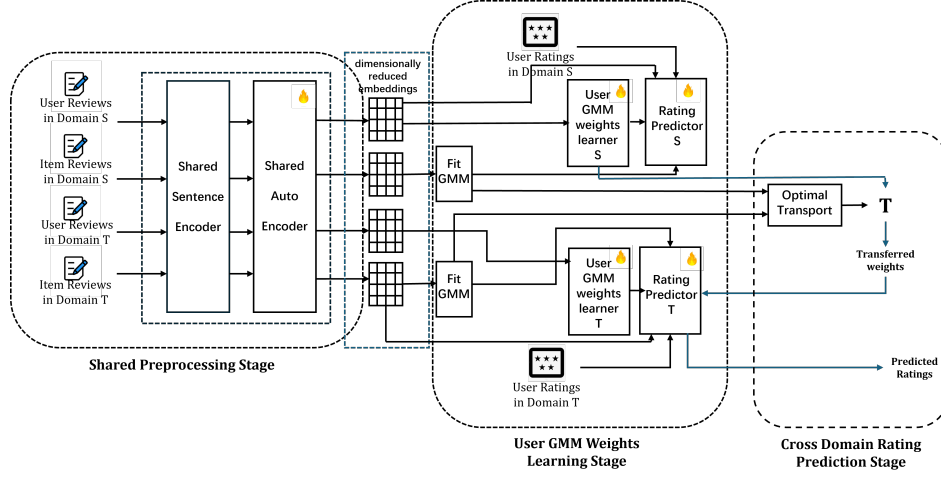 User Reviews
in Domain S
Item Reviews
in Domain S
User Reviews
in Domain T
Item Reviews
in Domain T
Shared
Sentence
Encoder
Shared
Auto
Encoder
Shared Preprocessing Stage
dimensionally
reduced
embeddings
Fit
GMM
Fit
GMM
User Ratings
in Domain S
User
GMM
weights
learner
S
Rating
Predictor
S
User
GMM
weights
learner
T
Rating
Predictor
T
User Ratings
in Domain T
User GMM Weights
Learning Stage
Optimal
Transport
T
Transferred
weights
Predicted
Ratings
Cross Domain Rating
Prediction Stage